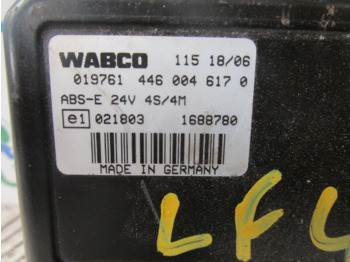 WABCO 115 18/06
019761 446 004 617 0
ABS-E 24V 4S/4M
e1 021803 1688780
MADE IN GERMANY
LF4